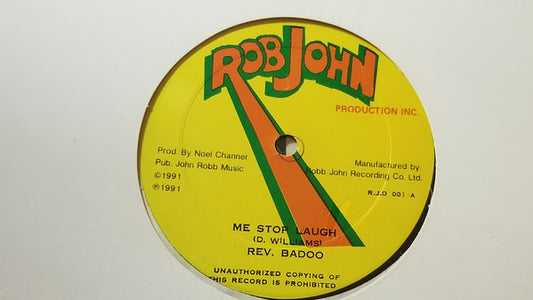 ROBJOHN
PRODUCTION INC.
Prod. By Noel Channer
Pub. John Robb Music
©1991
℗1991
Manufactured by.
Robb John Recording Co. Ltd.
R.J.O 001-A
ME STOP LAUGH
(D. WILLIAMS)
REV. BADOO
UNAUTHORIZED COPYING OF
THIS RECORD IS PROHIBITED